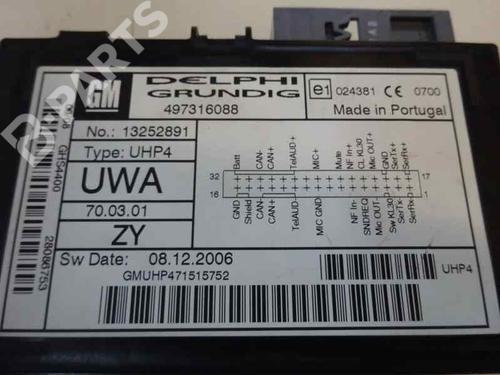 B-PARTS
GM
DELPHI
GRUNDIG
497316088
e1 024381 CE 0700
Made in Portugal
No.: 13252891
Type: UHP4
UWA
70.03.01
ZY
GHS4400
280867553
Batt
CAN-
CAN+
TelAUD+
MIC+
Mute
NF In+
CL KL30
Mic OUT+
GND
SerTx+
SerRx+
32
17
16
1
GND
Shield
CAN-
CAN+
TelAUD-
MIC GND
NF In-
SNDREQ
Mic OUT-
Sw KL30
SerTx-
SerRx-
Sw Date: 08.12.2006
GMUHP471515752
UHP4